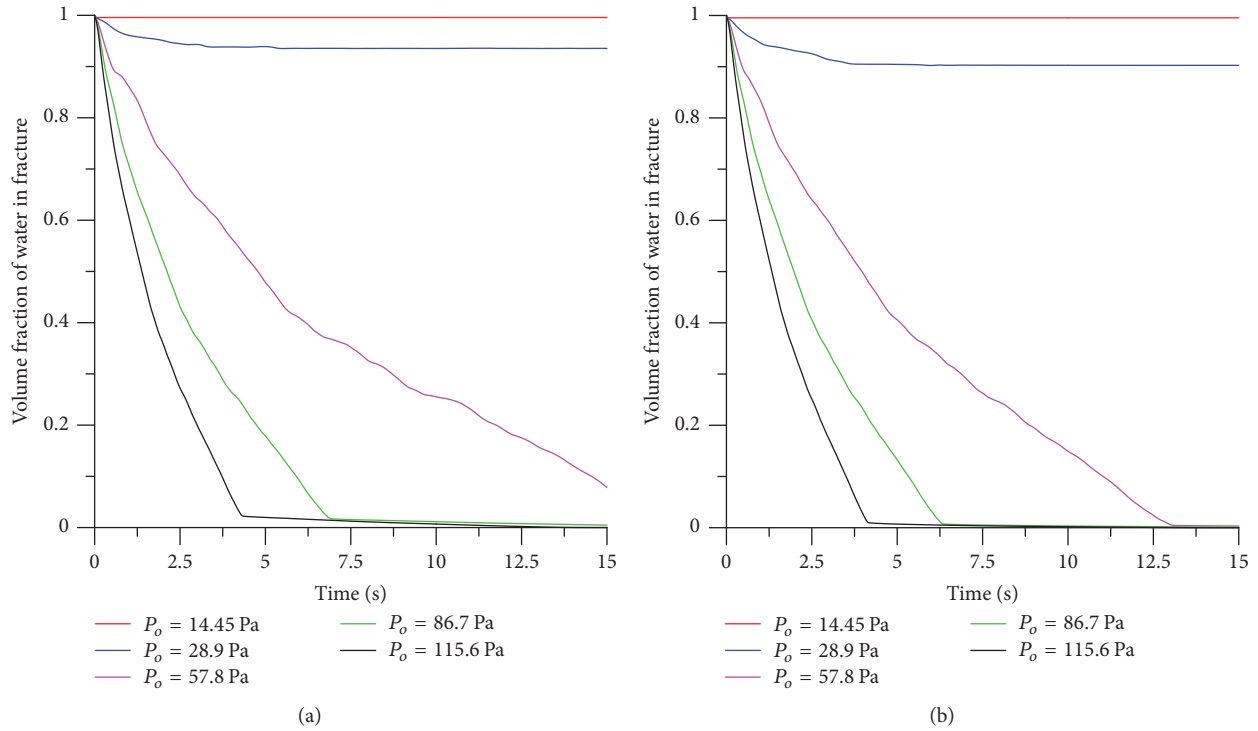 1
0.8
0.6
0.4
0.2
0
Volume fraction of water in fracture
0 2.5 5 7.5 10 12.5 15
Time (s)
P_o = 14.45 Pa
P_o = 28.9 Pa
P_o = 57.8 Pa
P_o = 86.7 Pa
P_o = 115.6 Pa
(a)
1
0.8
0.6
0.4
0.2
0
Volume fraction of water in fracture
0 2.5 5 7.5 10 12.5 15
Time (s)
P_o = 14.45 Pa
P_o = 28.9 Pa
P_o = 57.8 Pa
P_o = 86.7 Pa
P_o = 115.6 Pa
(b)